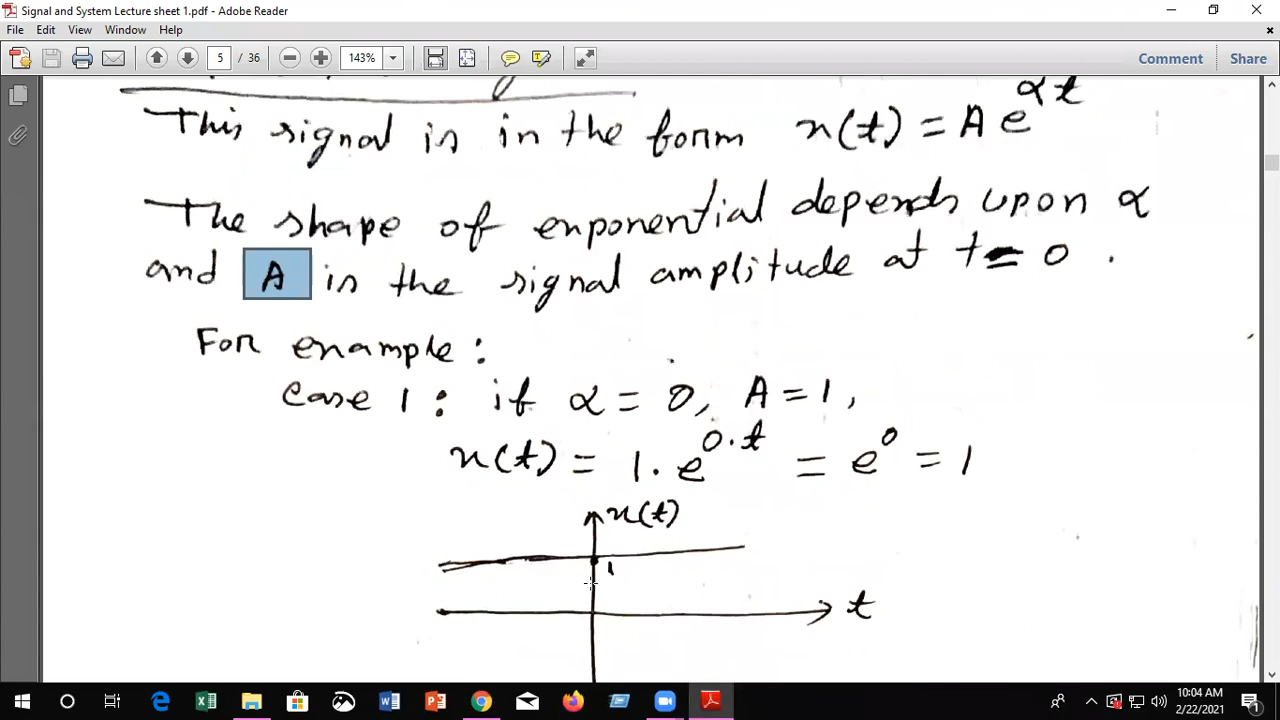 Signal and System Lecture sheet 1.pdf - Adobe Reader
File Edit View Window Help
5 / 36 143% Comment Share
This signal is in the form x(t) = A e^αt
The shape of exponential depends upon α
and A is the signal amplitude at t = 0 .
For example :
Case 1 : if α = 0, A = 1,
x(t) = 1. e^0.t = e^0 = 1
x(t)
1
t
10:04 AM
2/22/2021